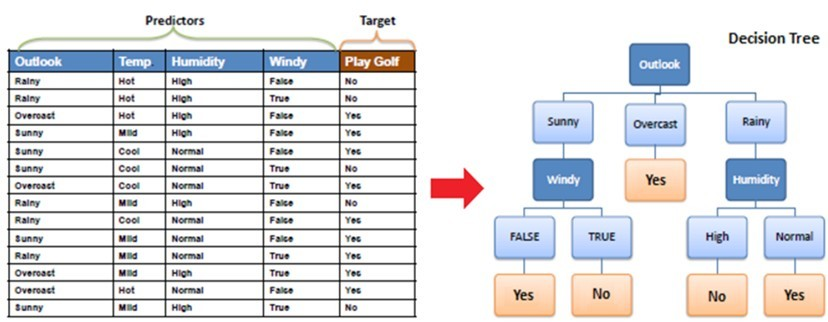 Predictors Target
Outlook Temp Humidity Windy Play Golf
Rainy Hot High False No
Rainy Hot High True No
Overcast Hot High False Yes
Sunny Mild High False Yes
Sunny Cool Normal False Yes
Sunny Cool Normal True No
Overcast Cool Normal True Yes
Rainy Mild High False No
Rainy Cool Normal False Yes
Sunny Mild Normal False Yes
Rainy Mild Normal True Yes
Overcast Mild High True Yes
Overcast Hot Normal False Yes
Sunny Mild High True No
Decision Tree
Outlook
Sunny Overcast Rainy
Windy Yes Humidity
FALSE TRUE High Normal
Yes No No Yes